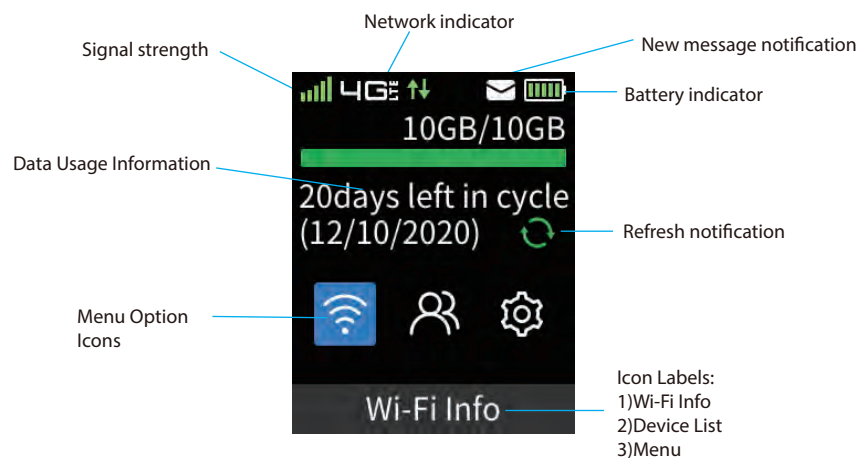 Network indicator
Signal strength
New message notification
4G LTE
Battery indicator
10GB/10GB
Data Usage Information
20days left in cycle
(12/10/2020)
Refresh notification
Menu Option
Icons
Wi-Fi Info
Icon Labels:
1)Wi-Fi Info
2)Device List
3)Menu